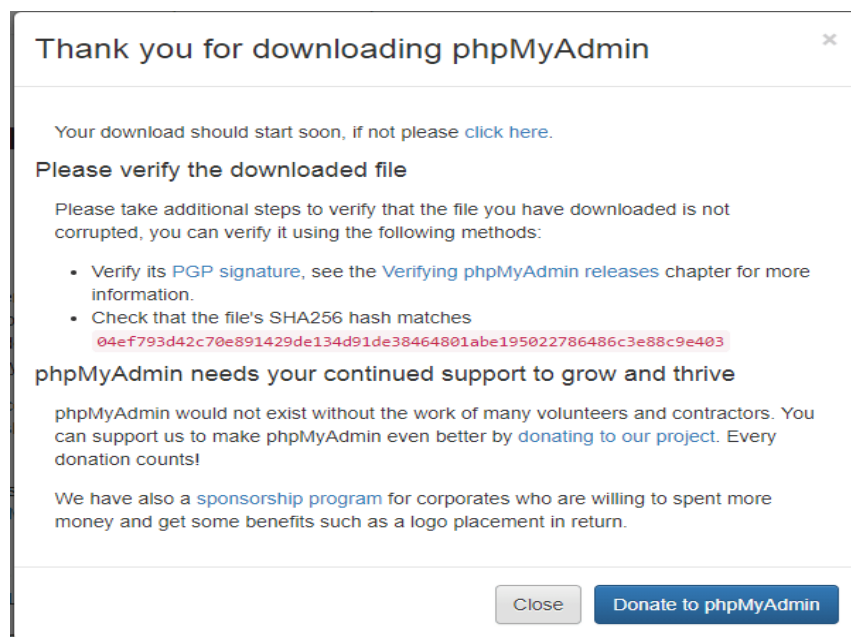 Thank you for downloading phpMyAdmin
×
Your download should start soon, if not please click here.
Please verify the downloaded file
Please take additional steps to verify that the file you have downloaded is not
corrupted, you can verify it using the following methods:
• Verify its PGP signature, see the Verifying phpMyAdmin releases chapter for more
information.
• Check that the file's SHA256 hash matches
04ef793d42c70e891429de134d91de38464801abe195022786486c3e88c9e403
phpMyAdmin needs your continued support to grow and thrive
phpMyAdmin would not exist without the work of many volunteers and contractors. You
can support us to make phpMyAdmin even better by donating to our project. Every
donation counts!
We have also a sponsorship program for corporates who are willing to spent more
money and get some benefits such as a logo placement in return.
Close
Donate to phpMyAdmin